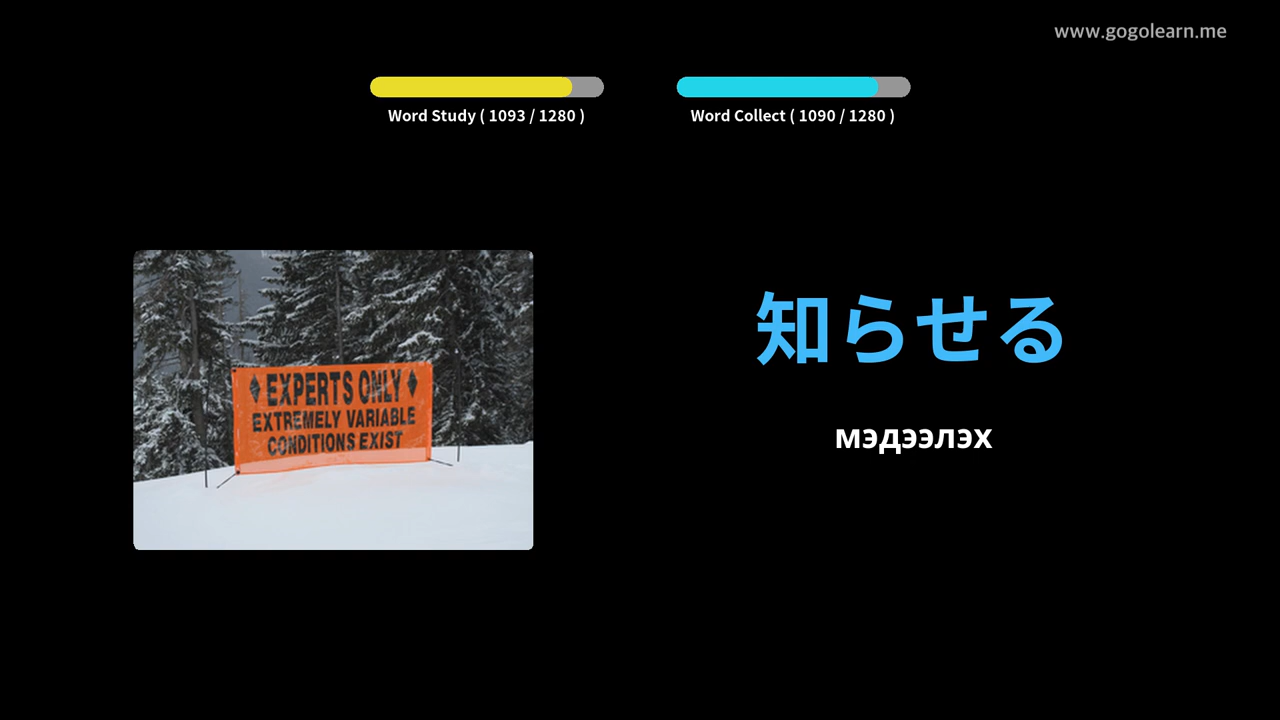 www.gogolearn.me
Word Study ( 1093 / 1280 )
Word Collect ( 1090 / 1280 )
EXPERTS ONLY
EXTREMELY VARIABLE
CONDITIONS EXIST
知らせる
мэдээлэх